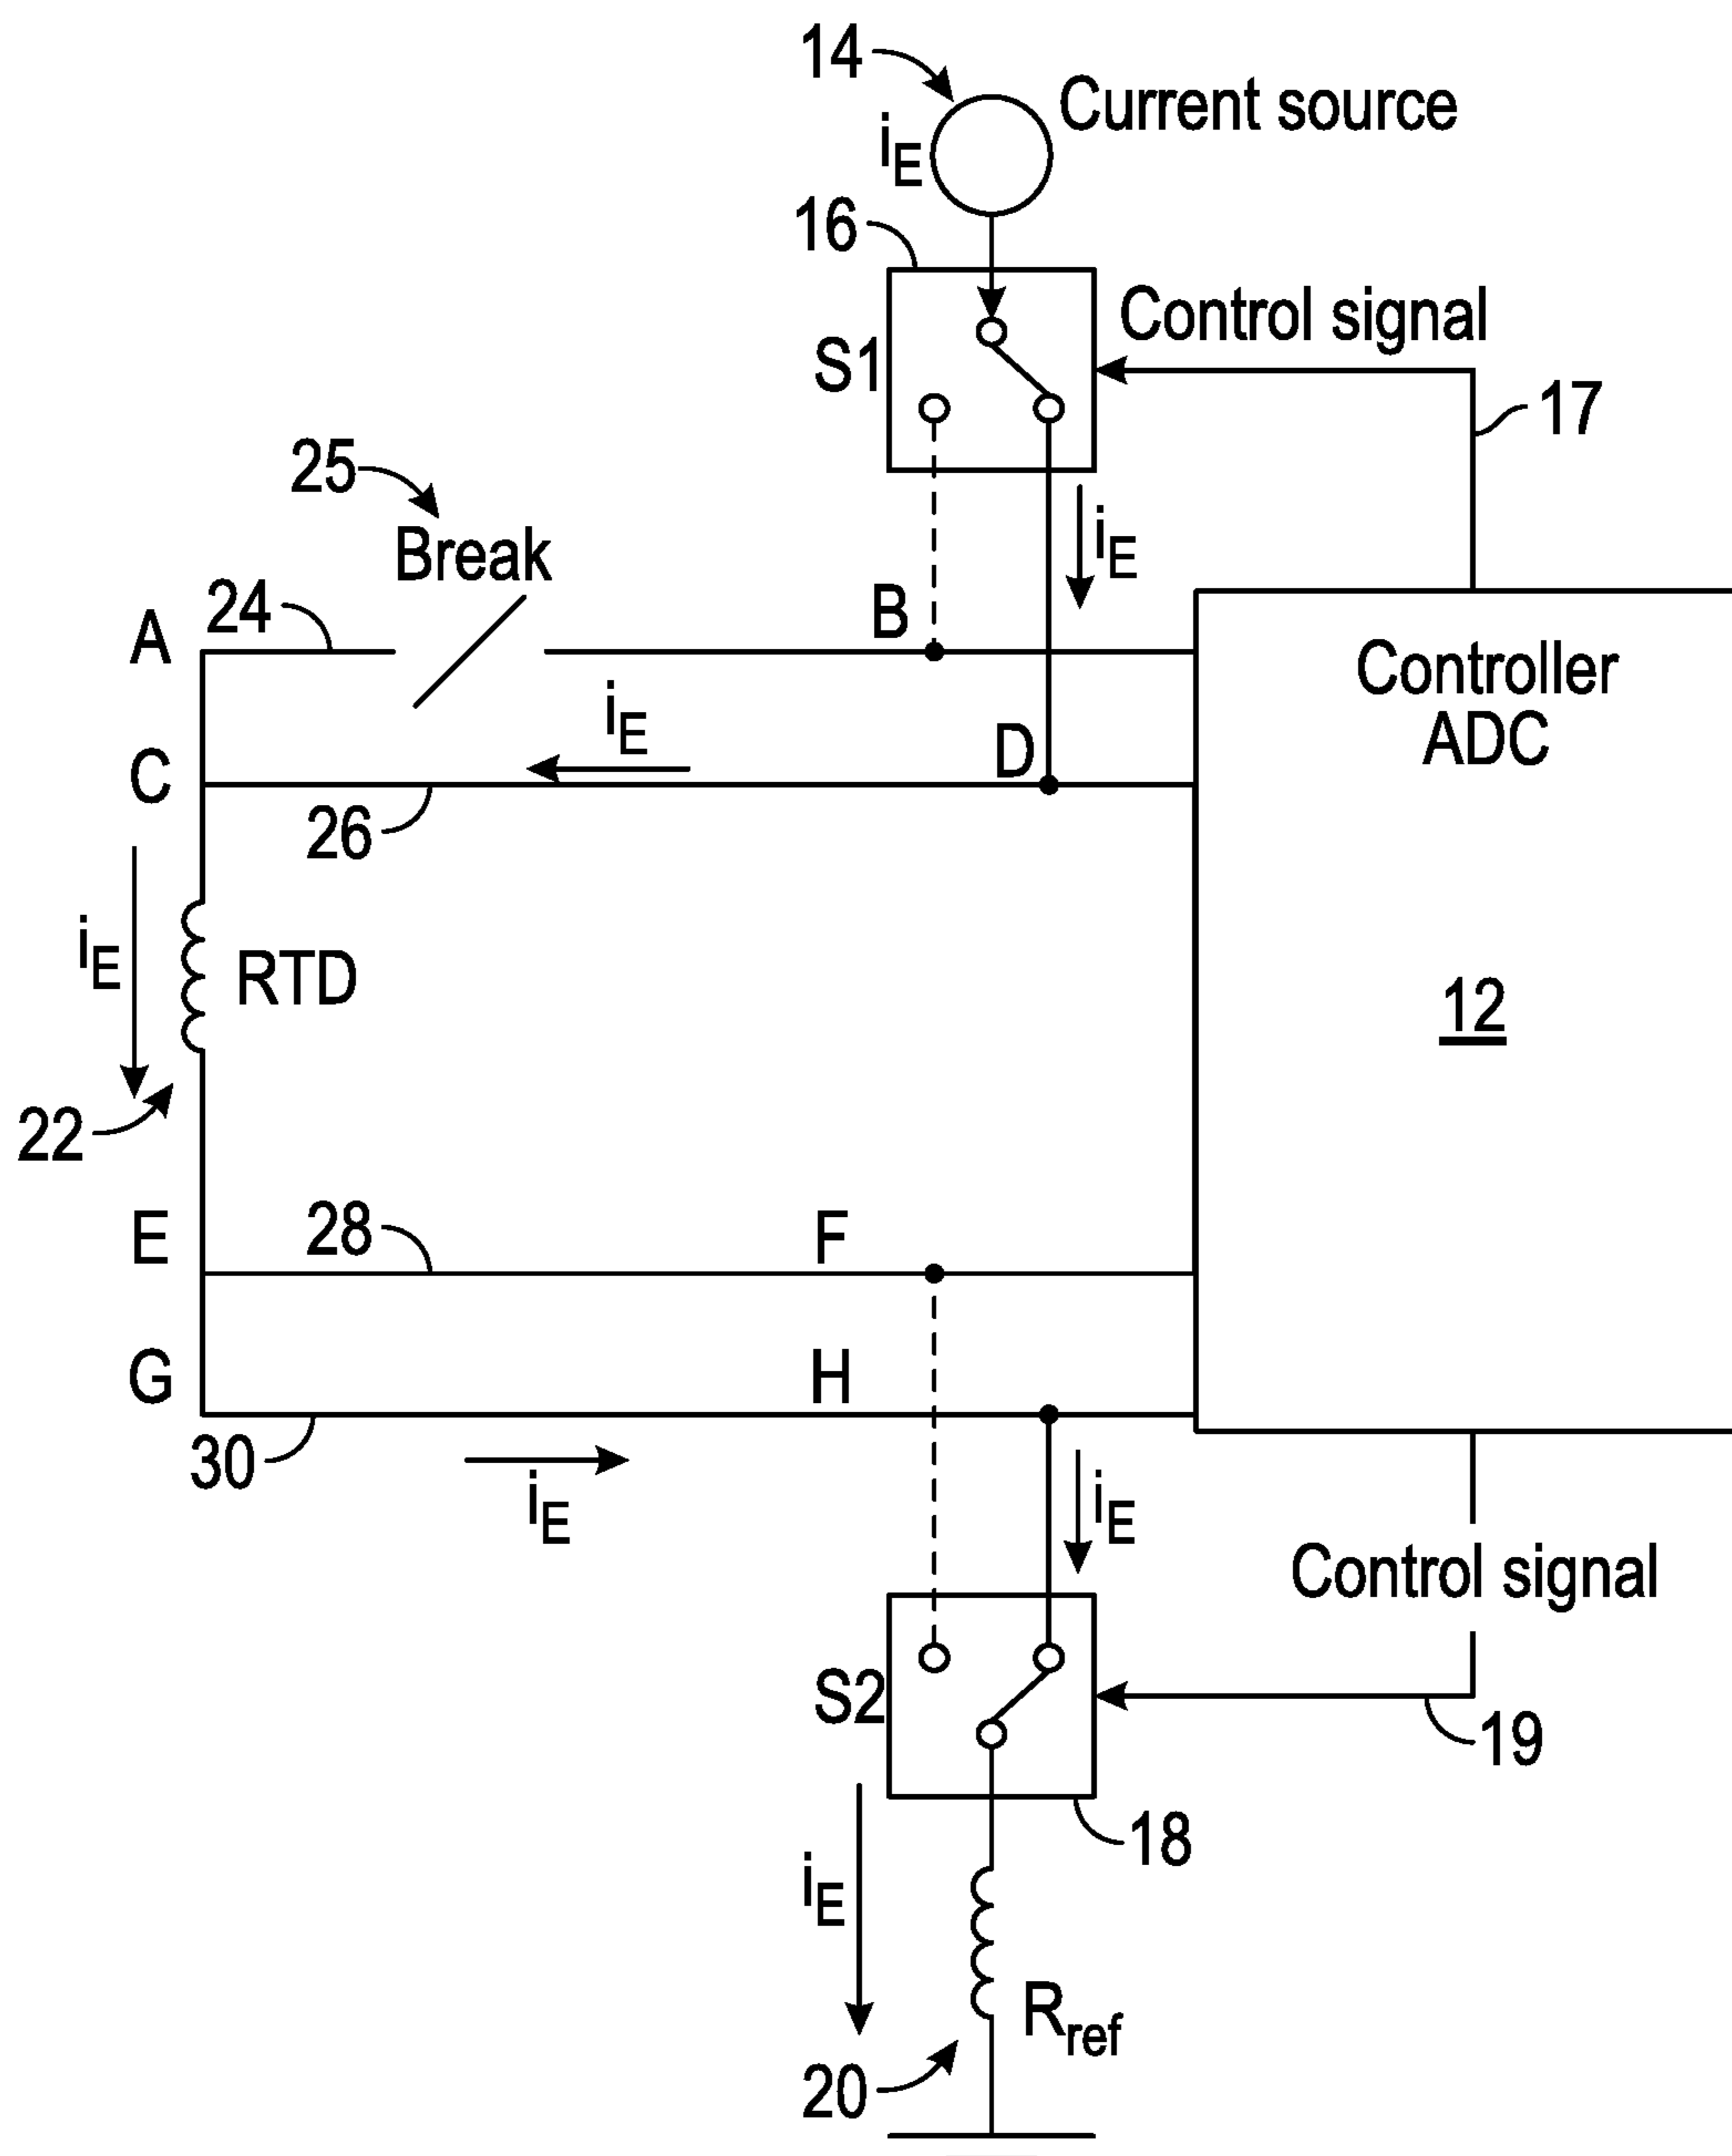 14
Current source
iE
16
Control signal
S1
17
25
Break
iE
24
B
A
Controller
ADC
iE
D
C
26
iE
RTD
12
22
E
28
F
G
H
30
iE
iE
Control signal
S2
19
18
iE
Rref
20